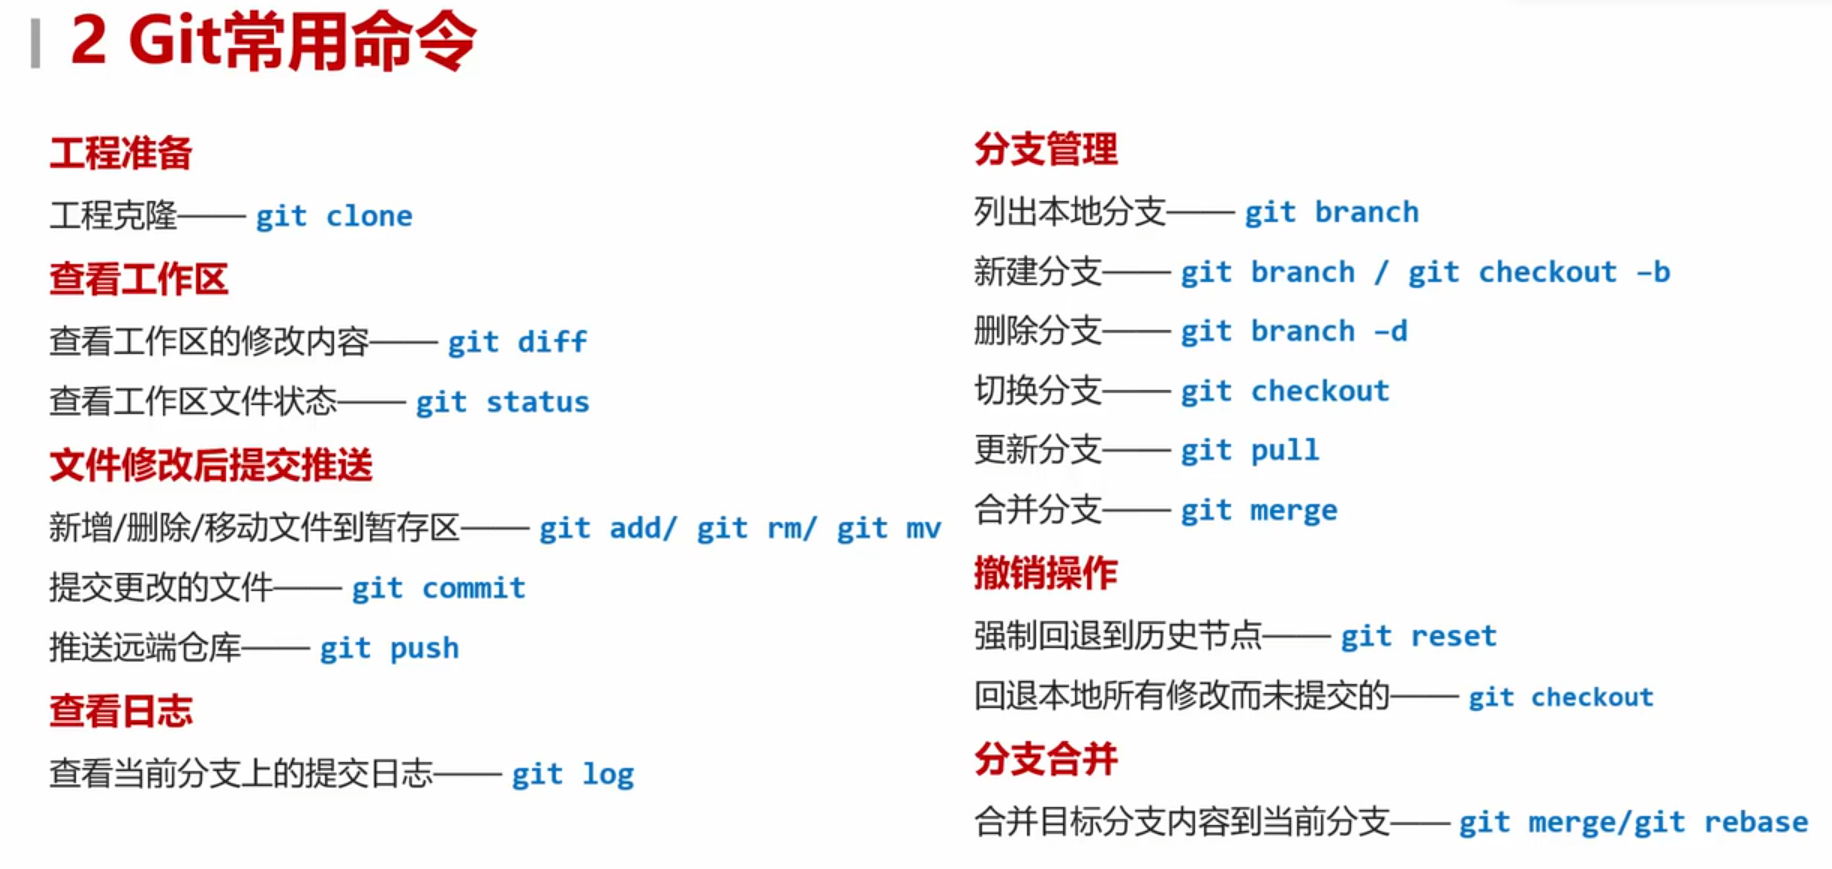 2 Git常用命令
工程准备
工程克隆—— git clone
查看工作区
查看工作区的修改内容—— git diff
查看工作区文件状态—— git status
文件修改后提交推送
新增/删除/移动文件到暂存区—— git add/ git rm/ git mv
提交更改的文件—— git commit
推送远端仓库—— git push
查看日志
查看当前分支上的提交日志—— git log
分支管理
列出本地分支—— git branch
新建分支—— git branch / git checkout –b
删除分支—— git branch –d
切换分支—— git checkout
更新分支—— git pull
合并分支—— git merge
撤销操作
强制回退到历史节点—— git reset
回退本地所有修改而未提交的—— git checkout
分支合并
合并目标分支内容到当前分支—— git merge/git rebase